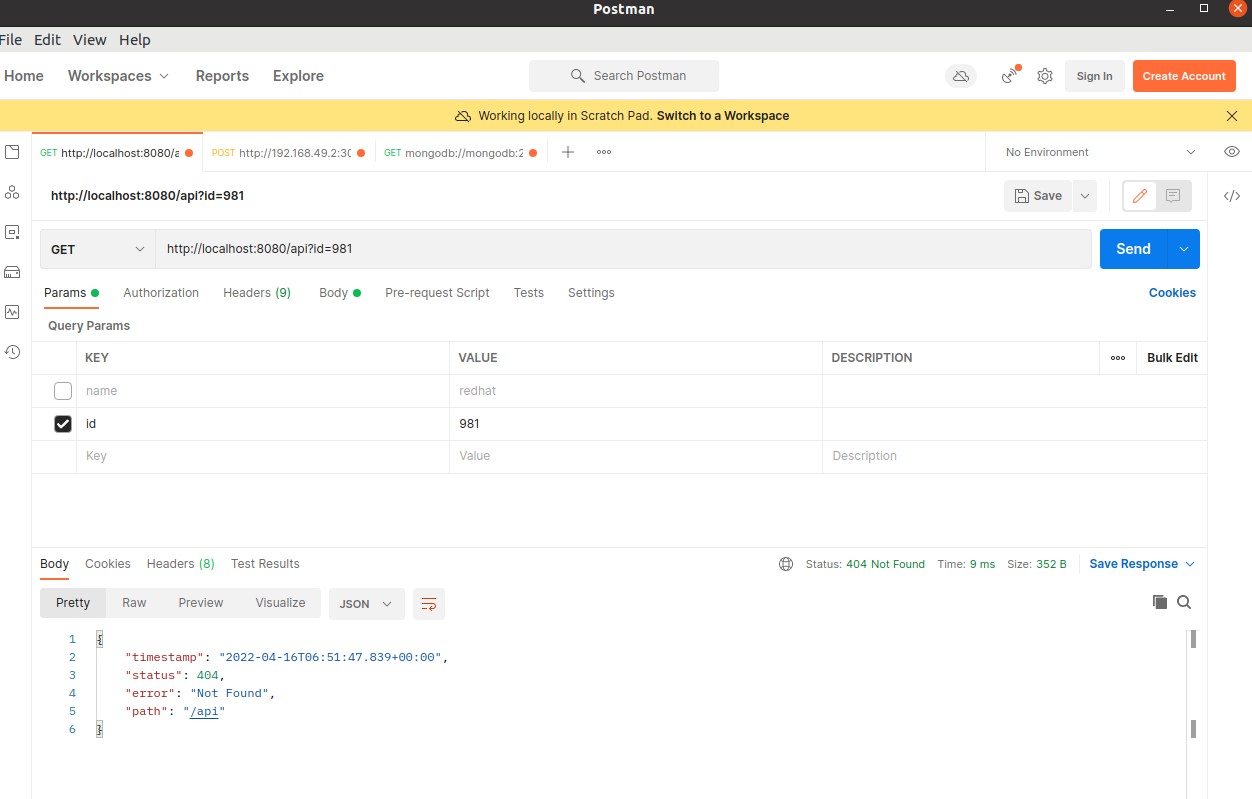 Postman
File Edit View Help
Home Workspaces Reports Explore Search Postman Sign In Create Account
Working locally in Scratch Pad. Switch to a Workspace
GET http://localhost:8080/a POST http://192.168.49.2:30 GET mongodb://mongodb:2 No Environment
http://localhost:8080/api?id=981 Save
GET http://localhost:8080/api?id=981 Send
Params Authorization Headers (9) Body Pre-request Script Tests Settings Cookies
Query Params
KEY VALUE DESCRIPTION Bulk Edit
name redhat
id 981
Key Value Description
Body Cookies Headers (8) Test Results Status: 404 Not Found Time: 9 ms Size: 352 B Save Response
Pretty Raw Preview Visualize JSON
1 {
2 "timestamp": "2022-04-16T06:51:47.839+00:00",
3 "status": 404,
4 "error": "Not Found",
5 "path": "/api"
6 }